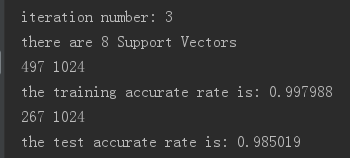 iteration number: 3
there are 8 Support Vectors
497 1024
the training accurate rate is: 0.997988
267 1024
the test accurate rate is: 0.985019